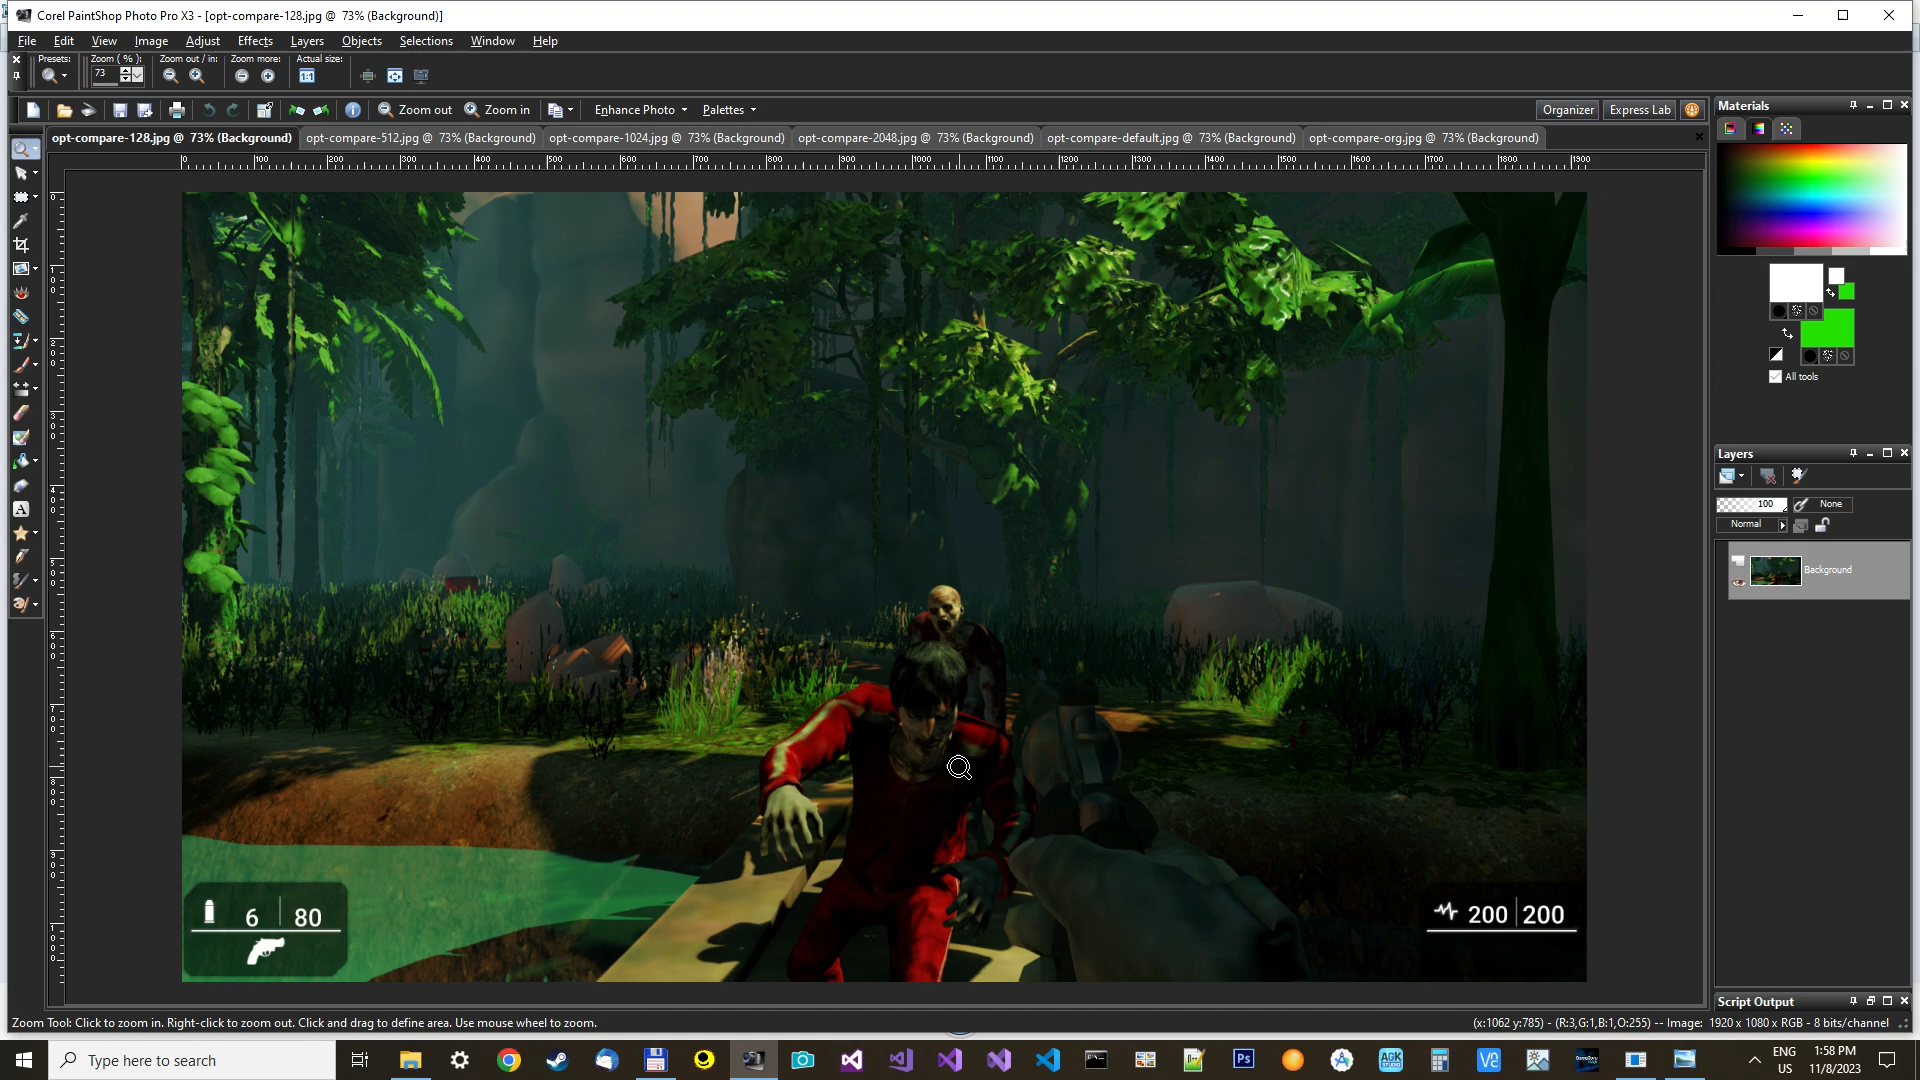 Corel PaintShop Photo Pro X3 - [opt-compare-128.jpg @  73% (Background)]
File Edit View Image Adjust Effects Layers Objects Selections Window Help
Presets: Zoom ( % ): Zoom out / in: Zoom more: Actual size:
73
1:1
Zoom out Zoom in Enhance Photo Palettes Organizer Express Lab
opt-compare-128.jpg @  73% (Background) opt-compare-512.jpg @  73% (Background) opt-compare-1024.jpg @  73% (Background) opt-compare-2048.jpg @  73% (Background) opt-compare-default.jpg @  73% (Background) opt-compare-org.jpg @  73% (Background)
Materials
All tools
Layers
100 None
Normal
Background
Script Output
6 80
200 200
Zoom Tool: Click to zoom in. Right-click to zoom out. Click and drag to define area. Use mouse wheel to zoom.
(x:1062 y:785) - (R:3,G:1,B:1,O:255) -- Image:  1920 x 1080 x RGB - 8 bits/channel
Type here to search
ENG
US
1:58 PM
11/8/2023